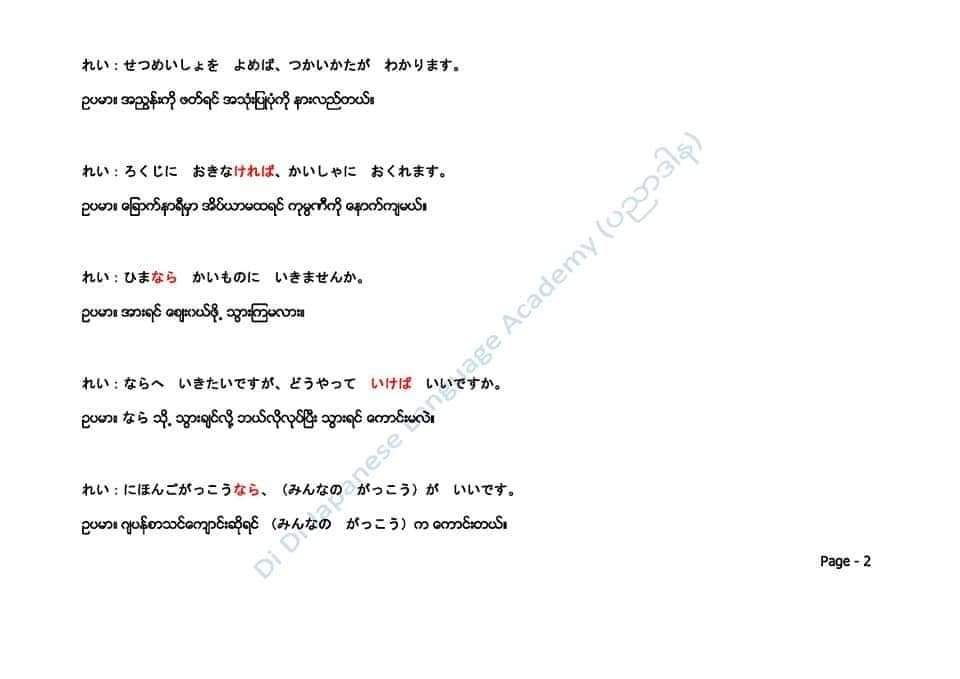 れい：せつめいしょを　よめば、つかいかたが　わかります。
ဥပမာ။ အညွှန်းကို ဖတ်ရင် အသုံးပြုပုံကို နားလည်တယ်။
れい：ろくじに　おきなければ、かいしゃに　おくれます。
ဥပမာ။ ခြောက်နာရီမှာ အိပ်ယာမထရင် ကုမ္ပဏီကို နောက်ကျမယ်။
れい：ひまなら　かいものに　いきませんか。
ဥပမာ။ အားရင် ဈေးဝယ်ဖို့ သွားကြမလား။
れい：ならへ　いきたいですが、どうやって　いけば　いいですか。
ဥပမာ။ なら သို့ သွားချင်လို့ ဘယ်လိုလုပ်ပြီး သွားရင် ကောင်းမလဲ။
れい：にほんごがっこうなら、（みんなの　がっこう）が　いいです。
ဥပမာ။ ဂျပန်စာသင်ကျောင်းဆိုရင် （みんなの　がっこう）က ကောင်းတယ်။
Page - 2
Di Di Japanese Language Academy (ပညာဒါန)